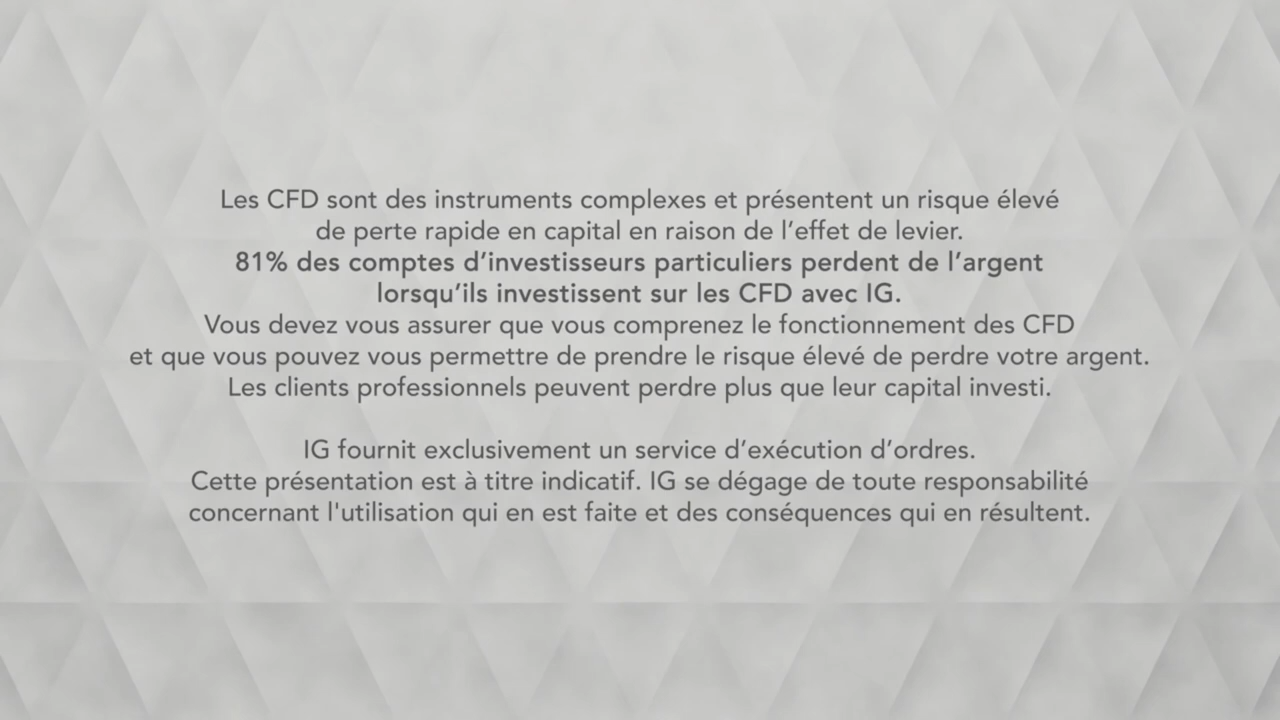 Les CFD sont des instruments complexes et présentent un risque élevé
de perte rapide en capital en raison de l’effet de levier.
81% des comptes d’investisseurs particuliers perdent de l’argent
lorsqu’ils investissent sur les CFD avec IG.
Vous devez vous assurer que vous comprenez le fonctionnement des CFD
et que vous pouvez vous permettre de prendre le risque élevé de perdre votre argent.
Les clients professionnels peuvent perdre plus que leur capital investi.
IG fournit exclusivement un service d’exécution d’ordres.
Cette présentation est à titre indicatif. IG se dégage de toute responsabilité
concernant l'utilisation qui en est faite et des conséquences qui en résultent.